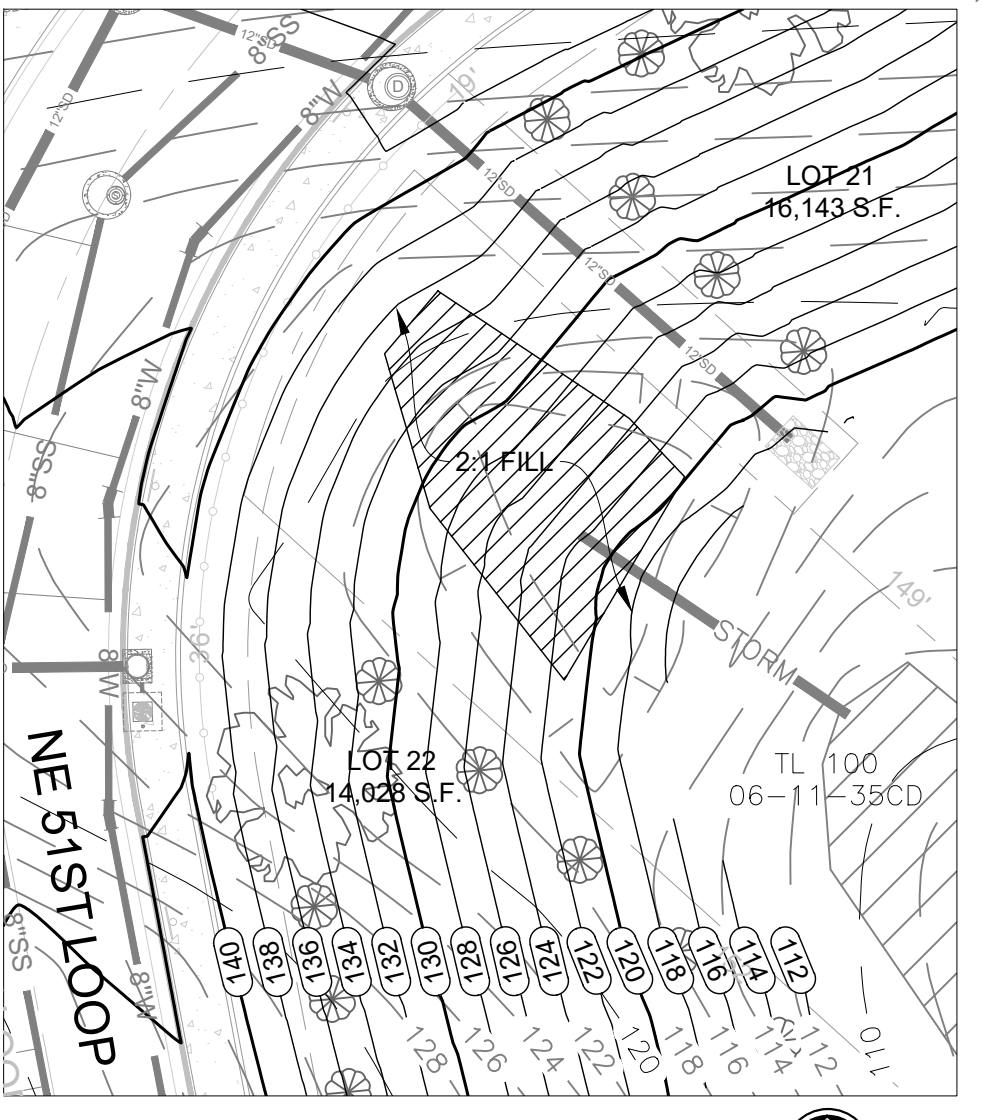 12"SD
8"SS
8"W
D
19'
12"SD
S
12"SD
LOT 21
16,143 S.F.
12"SD
12"SD
8"W
8"SS
2:1 FILL
149'
STORM
36'
8"W
LOT 22
14,028 S.F.
TL 100
06-11-35CD
NE 51ST LOOP
8"SS
8"W
140
138
136
134
132
130
128
126
124
122
120
118
116
114
112
128
126
124
122
120
118
116
114
112
110